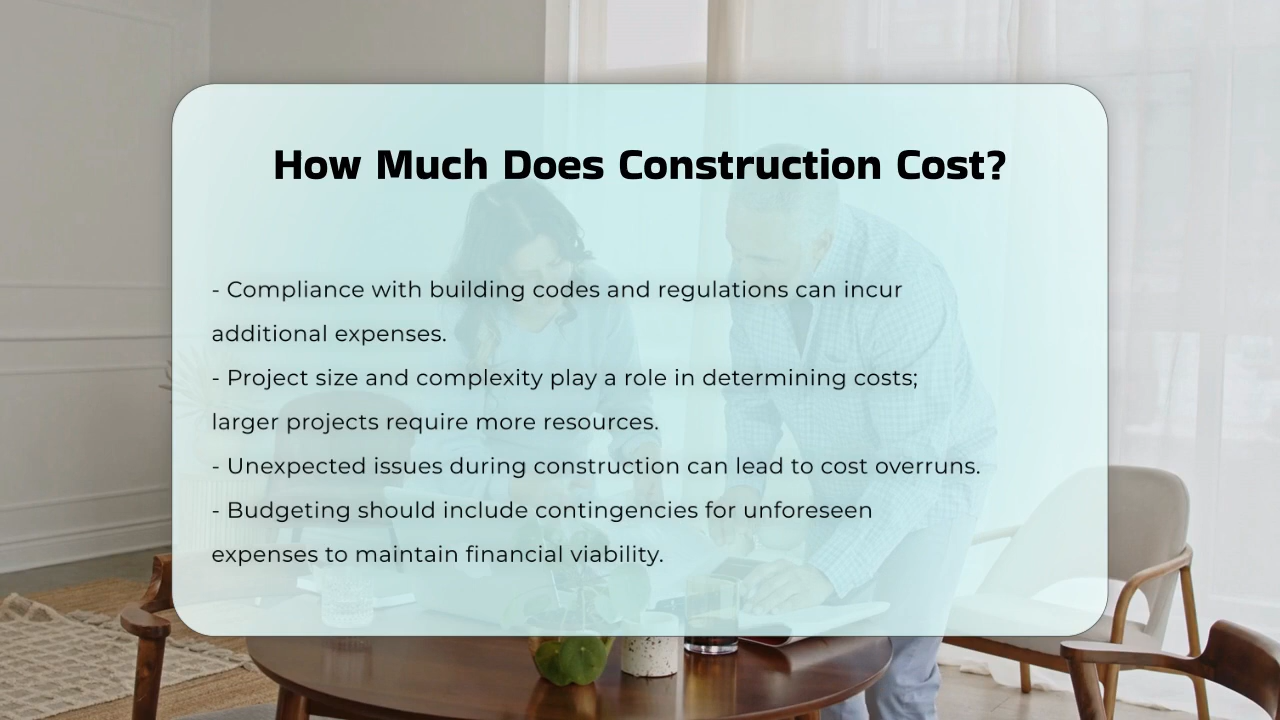 How Much Does Construction Cost?
- Compliance with building codes and regulations can incur
additional expenses.
- Project size and complexity play a role in determining costs;
larger projects require more resources.
- Unexpected issues during construction can lead to cost overruns.
- Budgeting should include contingencies for unforeseen
expenses to maintain financial viability.